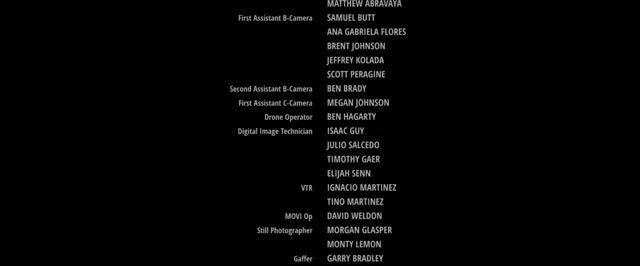 MATTHEW ABRAVAYA
First Assistant B-Camera SAMUEL BUTT
ANA GABRIELA FLORES
BRENT JOHNSON
JEFFREY KOLADA
SCOTT PERAGINE
Second Assistant B-Camera BEN BRADY
First Assistant C-Camera MEGAN JOHNSON
Drone Operator BEN HAGARTY
Digital Image Technician ISAAC GUY
JULIO SALCEDO
TIMOTHY GAER
ELIJAH SENN
VTR IGNACIO MARTINEZ
TINO MARTINEZ
MOVI Op DAVID WELDON
Still Photographer MORGAN GLASPER
MONTY LEMON
Gaffer GARRY BRADLEY